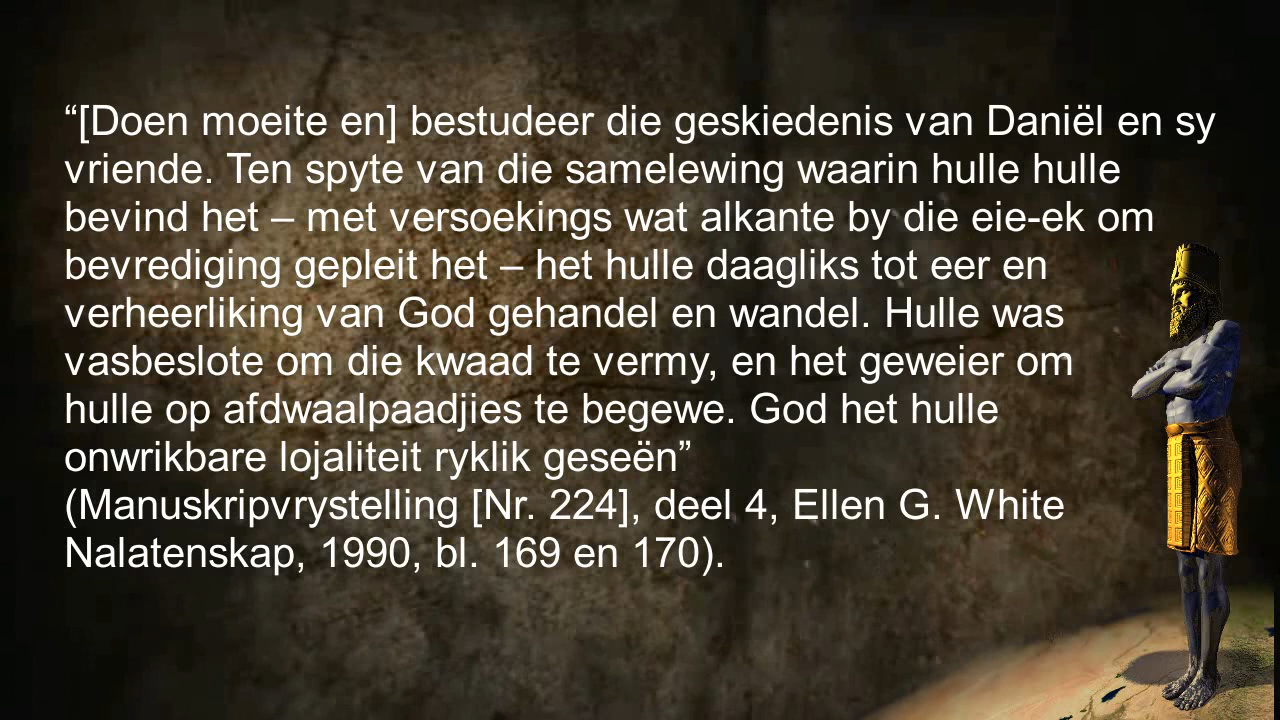 “[Doen moeite en] bestudeer die geskiedenis van Daniël en sy
vriende. Ten spyte van die samelewing waarin hulle hulle
bevind het – met versoekings wat alkante by die eie-ek om
bevrediging gepleit het – het hulle daagliks tot eer en
verheerliking van God gehandel en wandel. Hulle was
vasbeslote om die kwaad te vermy, en het geweier om
hulle op afdwaalpaadjies te begewe. God het hulle
onwrikbare lojaliteit ryklik geseën”
(Manuskripvrystelling [Nr. 224], deel 4, Ellen G. White
Nalatenskap, 1990, bl. 169 en 170).